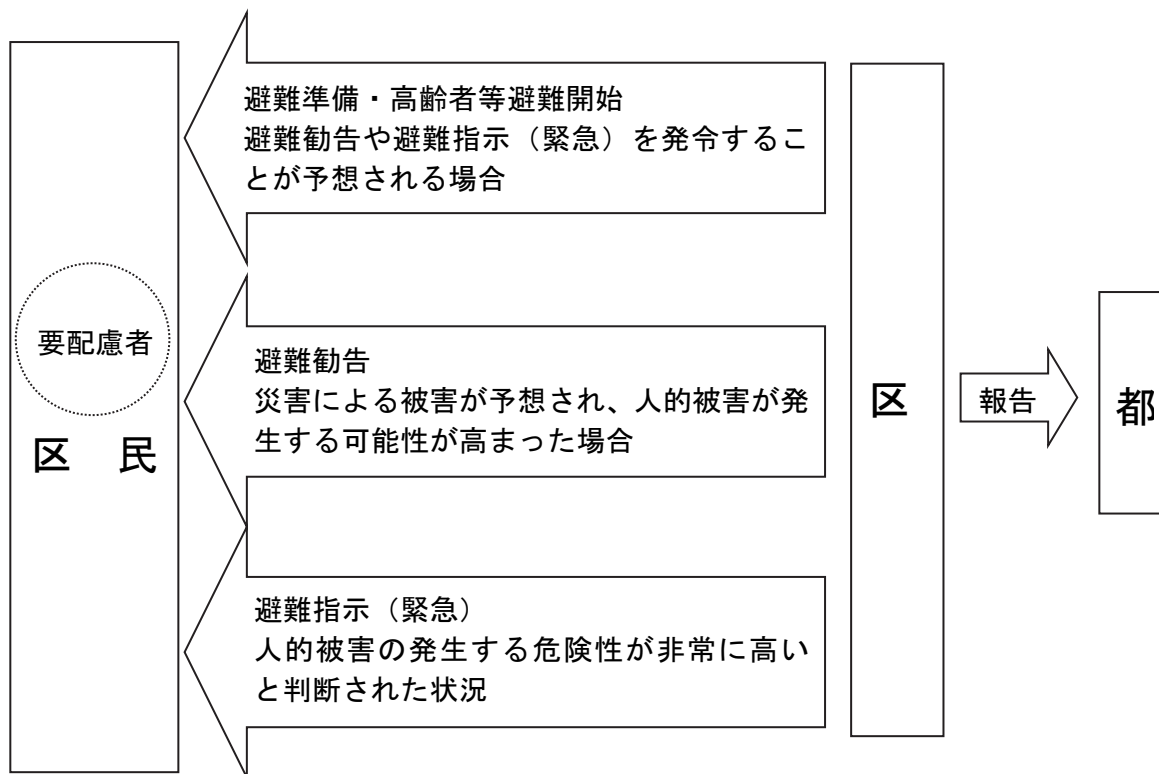 避難準備・高齢者等避難開始
避難勧告や避難指示（緊急）を発令するこ
とが予想される場合
要配慮者
区　民
避難勧告
災害による被害が予想され、人的被害が発
生する可能性が高まった場合
避難指示（緊急）
人的被害の発生する危険性が非常に高い
と判断された状況
区
報告
都